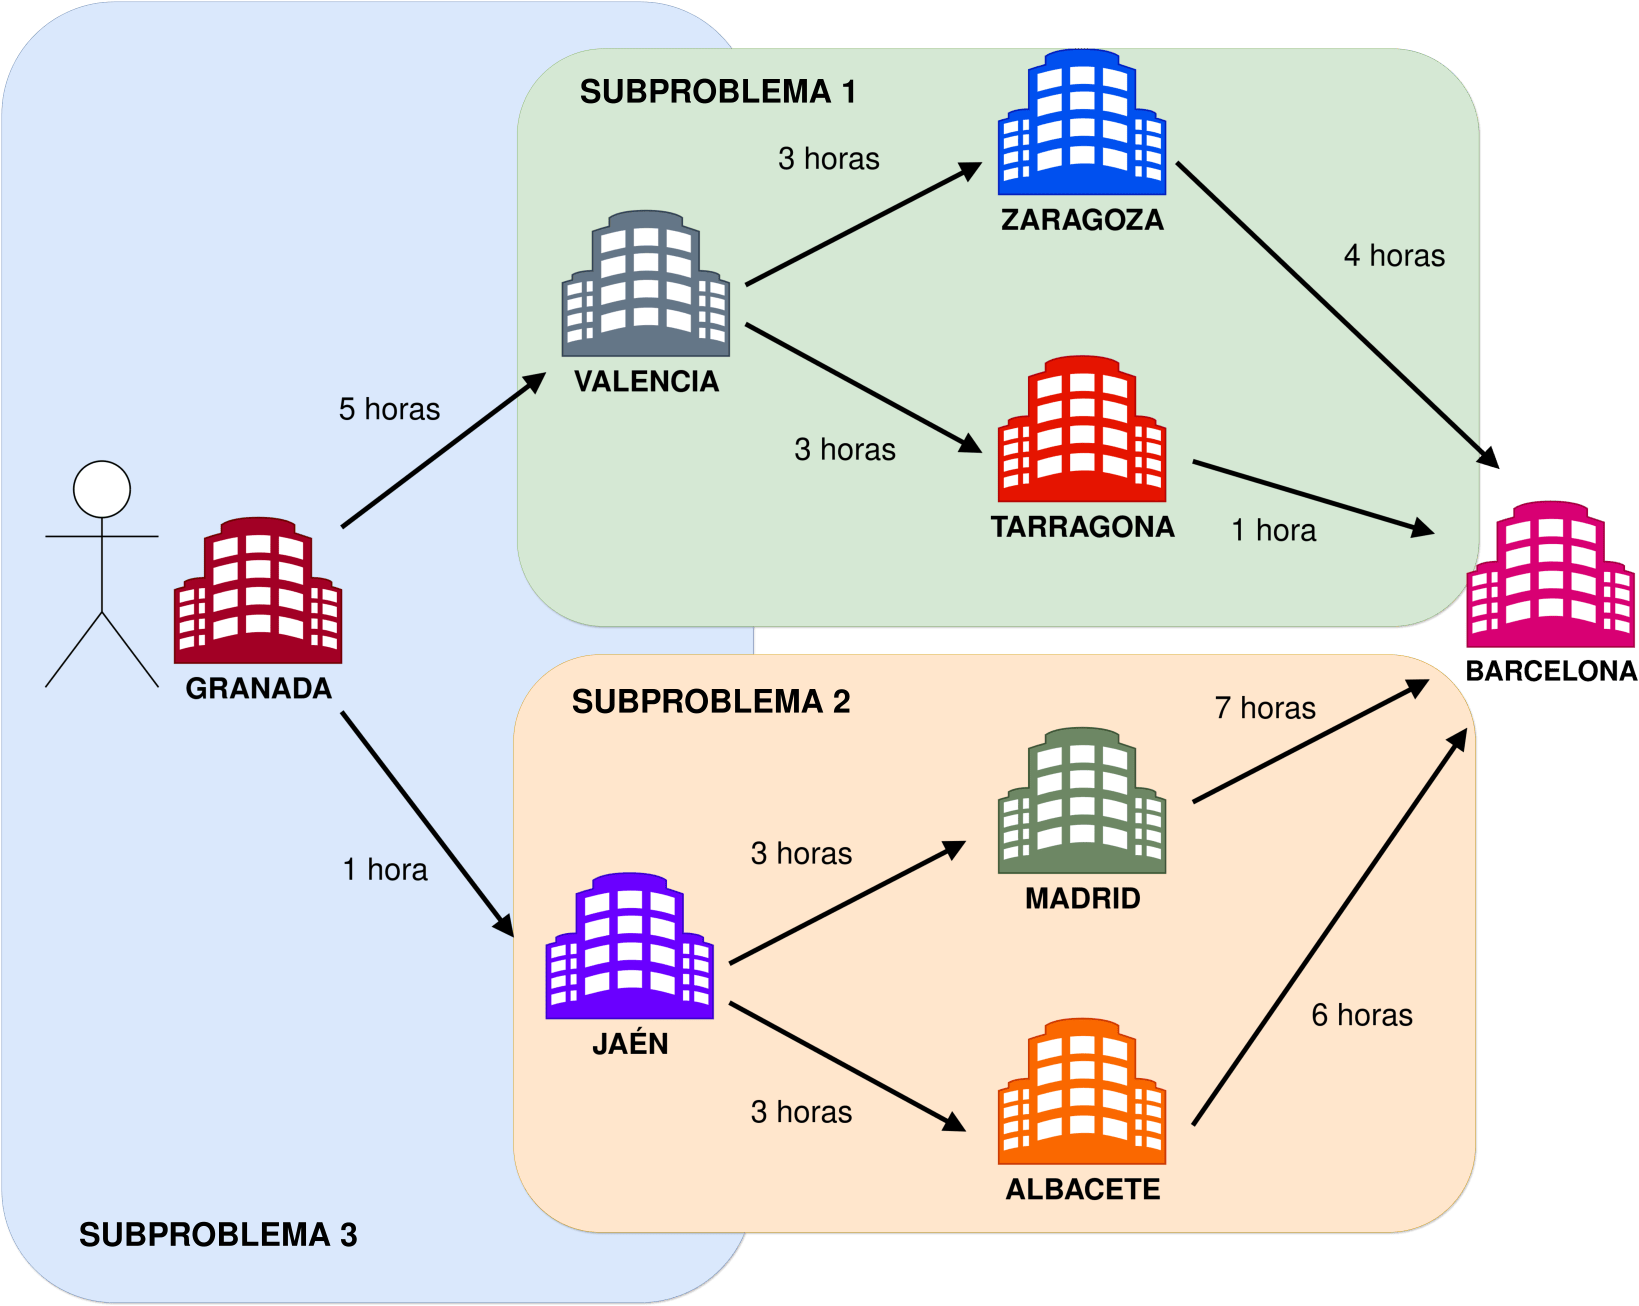 SUBPROBLEMA 1
3 horas
ZARAGOZA
4 horas
VALENCIA
5 horas
3 horas
TARRAGONA
1 hora
BARCELONA
GRANADA
SUBPROBLEMA 2
7 horas
3 horas
1 hora
MADRID
JAÉN
6 horas
3 horas
ALBACETE
SUBPROBLEMA 3